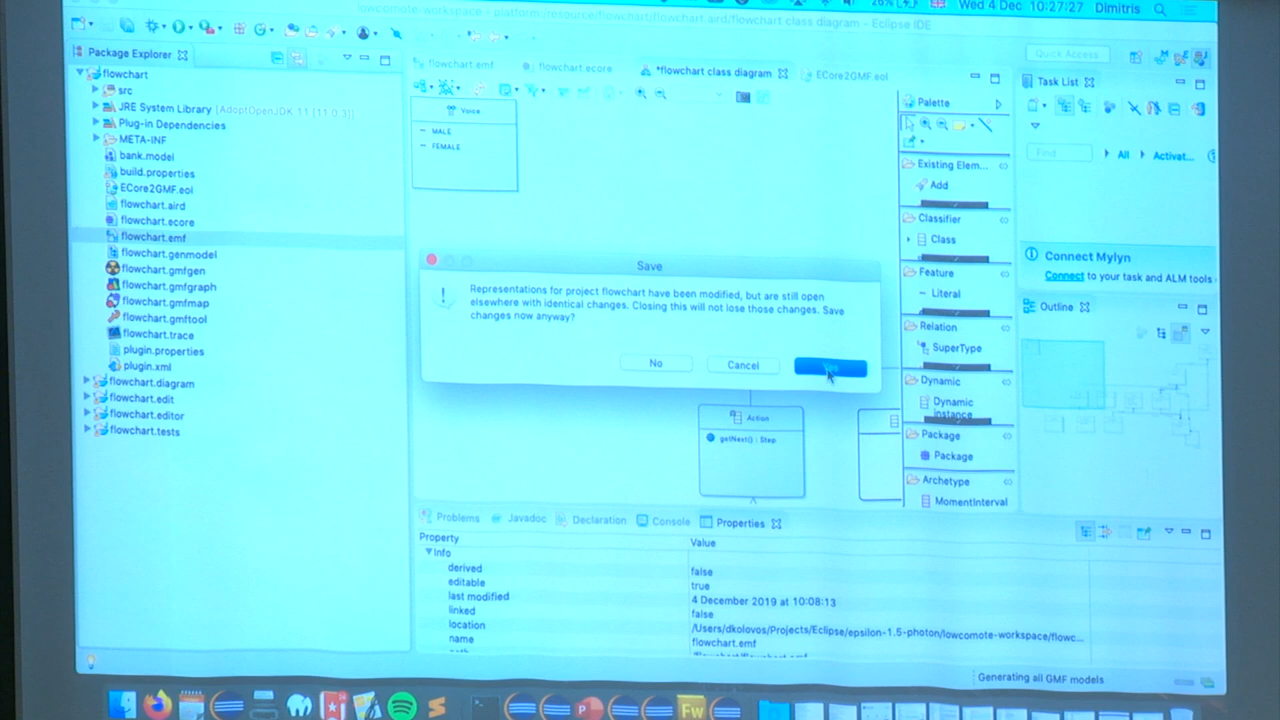 Wed 4 Dec 10:27:27 Dimitris
lowcomote-workspace - platform:/resource/flowchart/flowchart.aird/flowchart class diagram - Eclipse IDE
Quick Access
Package Explorer
flowchart
src
JRE System Library [AdoptOpenJDK 11 [11.0.3]]
Plug-in Dependencies
META-INF
bank.model
build.properties
ECore2GMF.eol
flowchart.aird
flowchart.ecore
flowchart.emf
flowchart.genmodel
flowchart.gmfgen
flowchart.gmfgraph
flowchart.gmfmap
flowchart.gmftool
flowchart.trace
plugin.properties
plugin.xml
flowchart.diagram
flowchart.edit
flowchart.editor
flowchart.tests
flowchart.emf
flowchart.ecore
*flowchart class diagram
ECore2GMF.eol
Voice
MALE
FEMALE
Save
Representations for project flowchart have been modified, but are still open
elsewhere with identical changes. Closing this will not lose those changes. Save
changes now anyway?
No
Cancel
Action
getNext() : Step
Palette
Existing Elem...
Add
Classifier
Class
Feature
Literal
Relation
SuperType
Dynamic
Dynamic
instance
Package
Package
Archetype
MomentInterval
Task List
Find
All
Activat...
Connect Mylyn
Connect to your task and ALM tools
Outline
Problems
Javadoc
Declaration
Console
Properties
Property Value
Info
derived false
editable true
last modified 4 December 2019 at 10:08:13
linked false
location /Users/dkolovos/Projects/Eclipse/epsilon-1.5-photon/lowcomote-workspace/flowc...
name flowchart.emf
Generating all GMF models
Fw